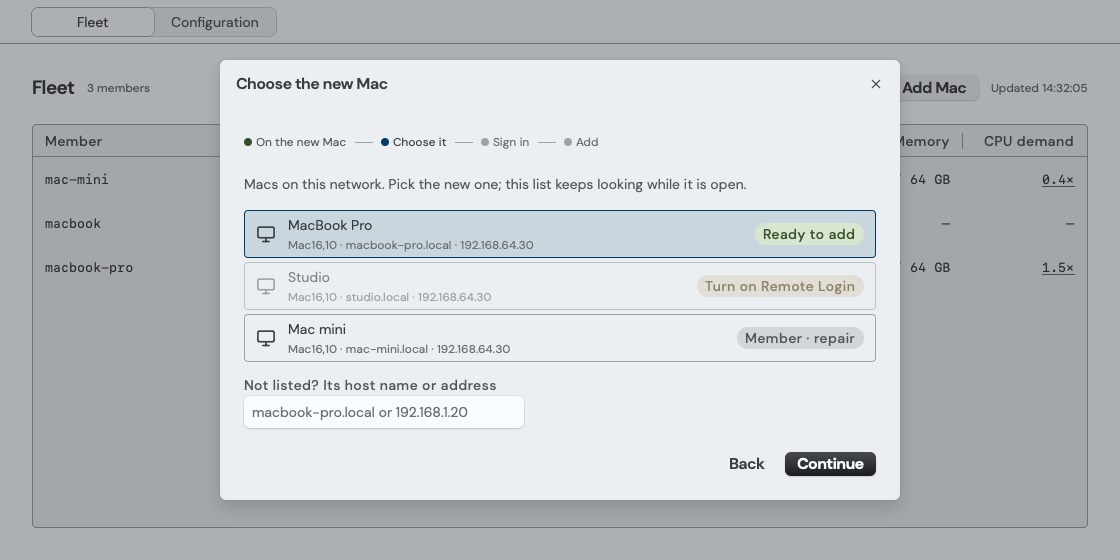 Fleet
Configuration
Fleet
3 members
Add Mac
Updated 14:32:05
Member
Memory
CPU demand
mac-mini
64 GB
0.4×
macbook
—
—
macbook-pro
64 GB
1.5×
Choose the new Mac
×
On the new Mac
Choose it
Sign in
Add
Macs on this network. Pick the new one; this list keeps looking while it is open.
MacBook Pro
Mac16,10 · macbook-pro.local · 192.168.64.30
Ready to add
Studio
Mac16,10 · studio.local · 192.168.64.30
Turn on Remote Login
Mac mini
Mac16,10 · mac-mini.local · 192.168.64.30
Member · repair
Not listed? Its host name or address
macbook-pro.local or 192.168.1.20
Back
Continue